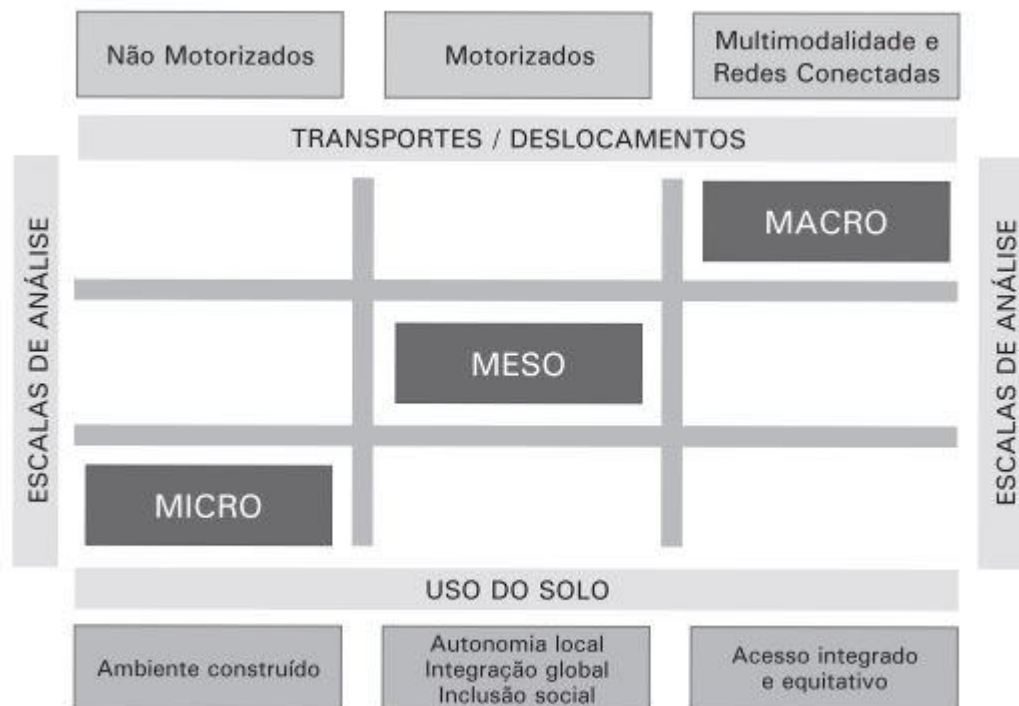 Não Motorizados
Motorizados
Multimodalidade e
Redes Conectadas
TRANSPORTES / DESLOCAMENTOS
ESCALAS DE ANÁLISE
MACRO
MESO
MICRO
ESCALAS DE ANÁLISE
USO DO SOLO
Ambiente construído
Autonomia local
Integração global
Inclusão social
Acesso integrado
e equitativo